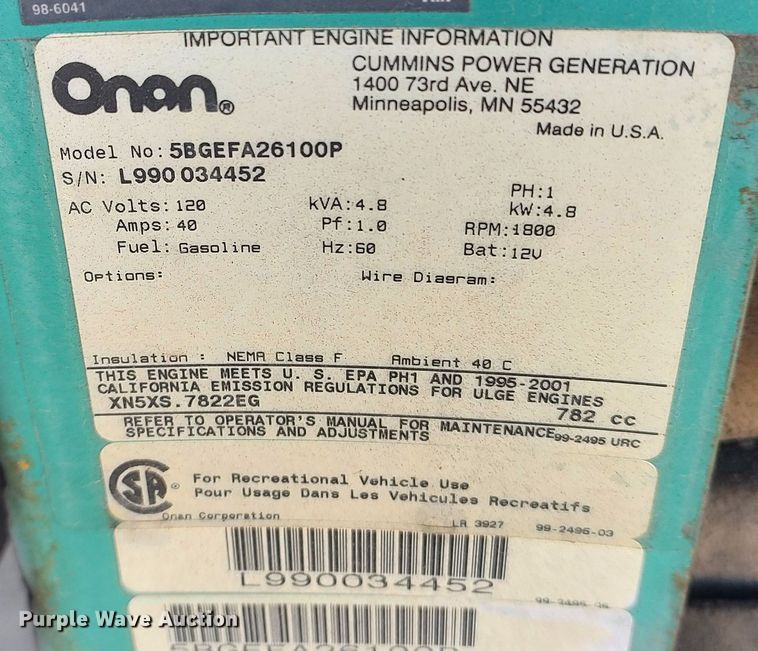 98-6041
IMPORTANT ENGINE INFORMATION
Onan®
CUMMINS POWER GENERATION
1400 73rd Ave. NE
Minneapolis, MN 55432
Made in U.S.A.
Model No: 5BGEFA26100P
S/N: L990034452
PH:1
AC Volts: 120 kVA:4.8 kW:4.8
Amps: 40 Pf:1.0 RPM:1800
Fuel: Gasoline Hz:60 Bat:12V
Options: Wire Diagram:
Insulation : NEMA Class F Ambient 40 C
THIS ENGINE MEETS U. S. EPA PH1 AND 1995-2001
CALIFORNIA EMISSION REGULATIONS FOR ULGE ENGINES
XN5XS.7822EG 782 cc
REFER TO OPERATOR'S MANUAL FOR MAINTENANCE
SPECIFICATIONS AND ADJUSTMENTS 99-2495 URC
SA®
For Recreational Vehicle Use
Pour Usage Dans Les Vehicules Recreatifs
Onan Corporation LR 3927 99-2496-03
L990034452
5BGEFA26100P
Purple Wave Auction